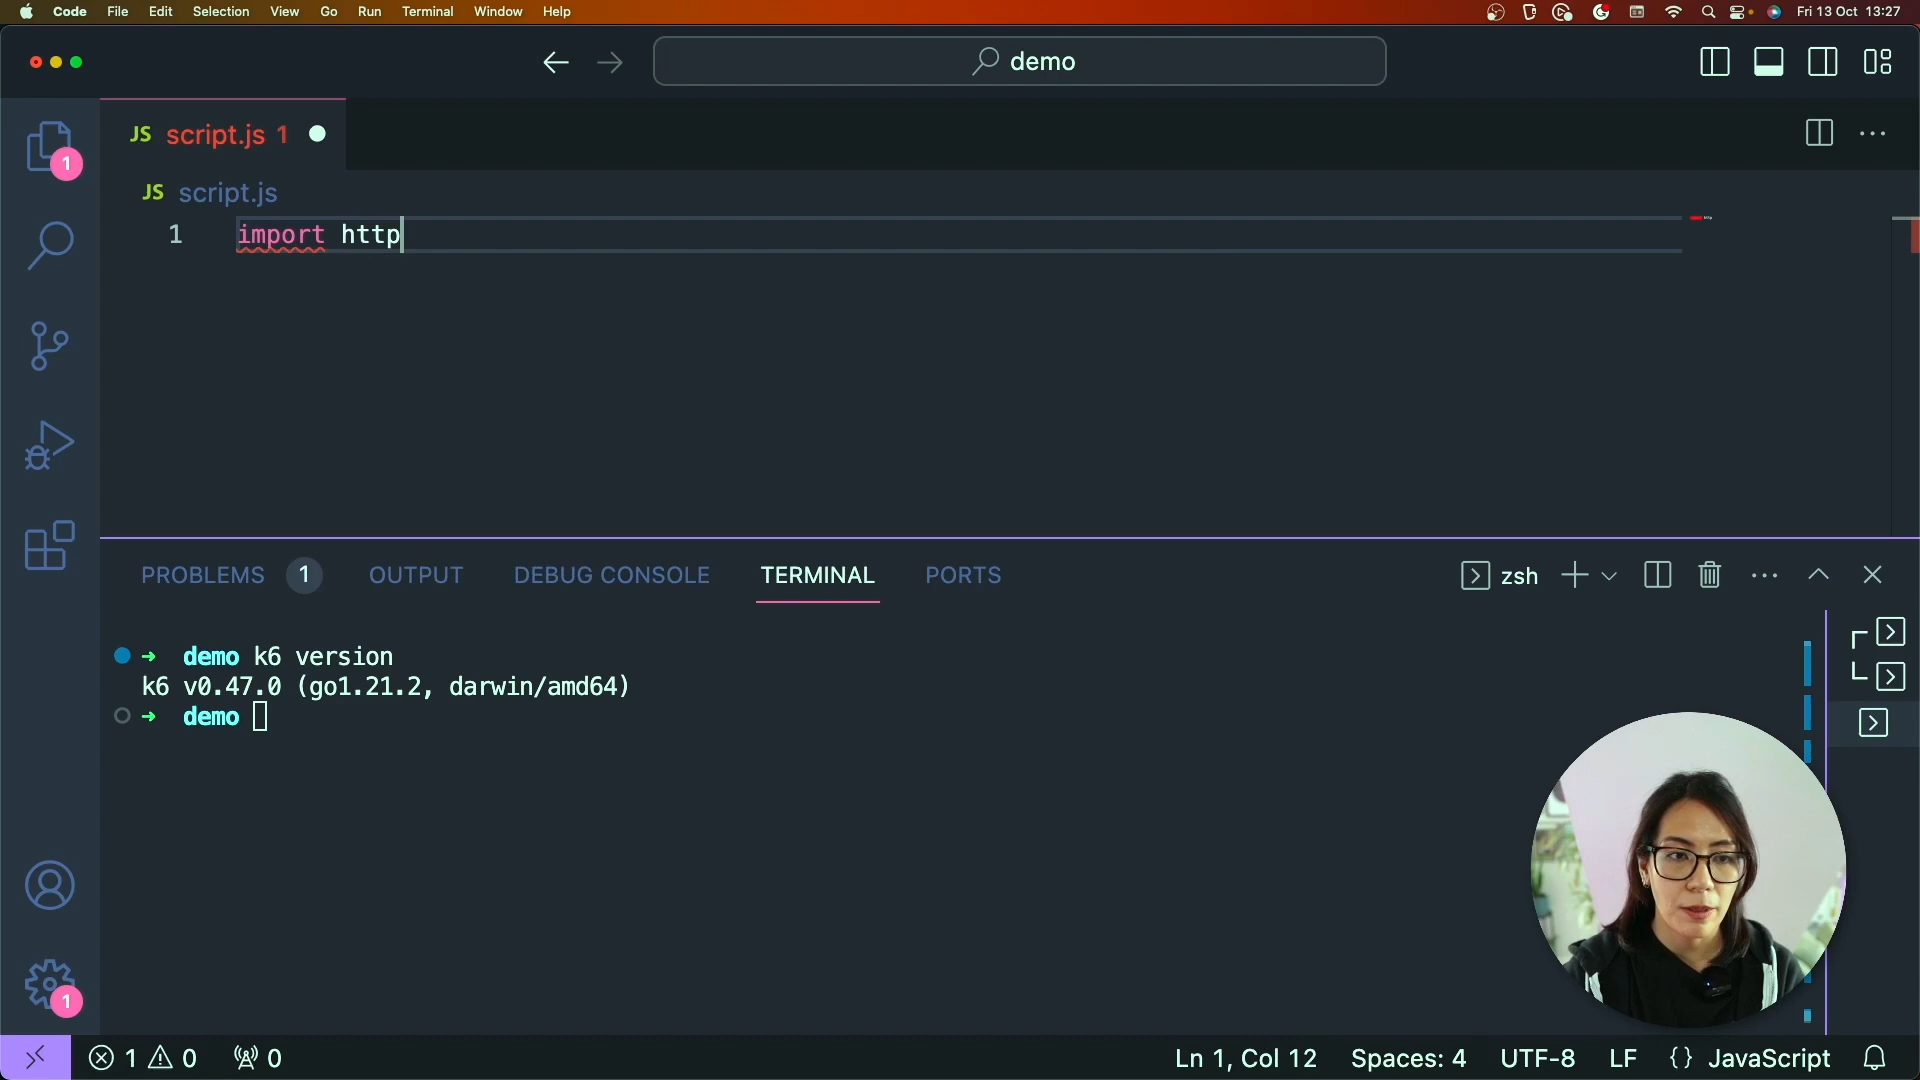 Code File Edit Selection View Go Run Terminal Window Help Fri 13 Oct 13:27
demo
JS script.js 1
JS script.js
1
1 import http
PROBLEMS 1 OUTPUT DEBUG CONSOLE TERMINAL PORTS zsh
➜ demo k6 version
k6 v0.47.0 (go1.21.2, darwin/amd64)
➜ demo
1
1 0 0 Ln 1, Col 12 Spaces: 4 UTF-8 LF {} JavaScript